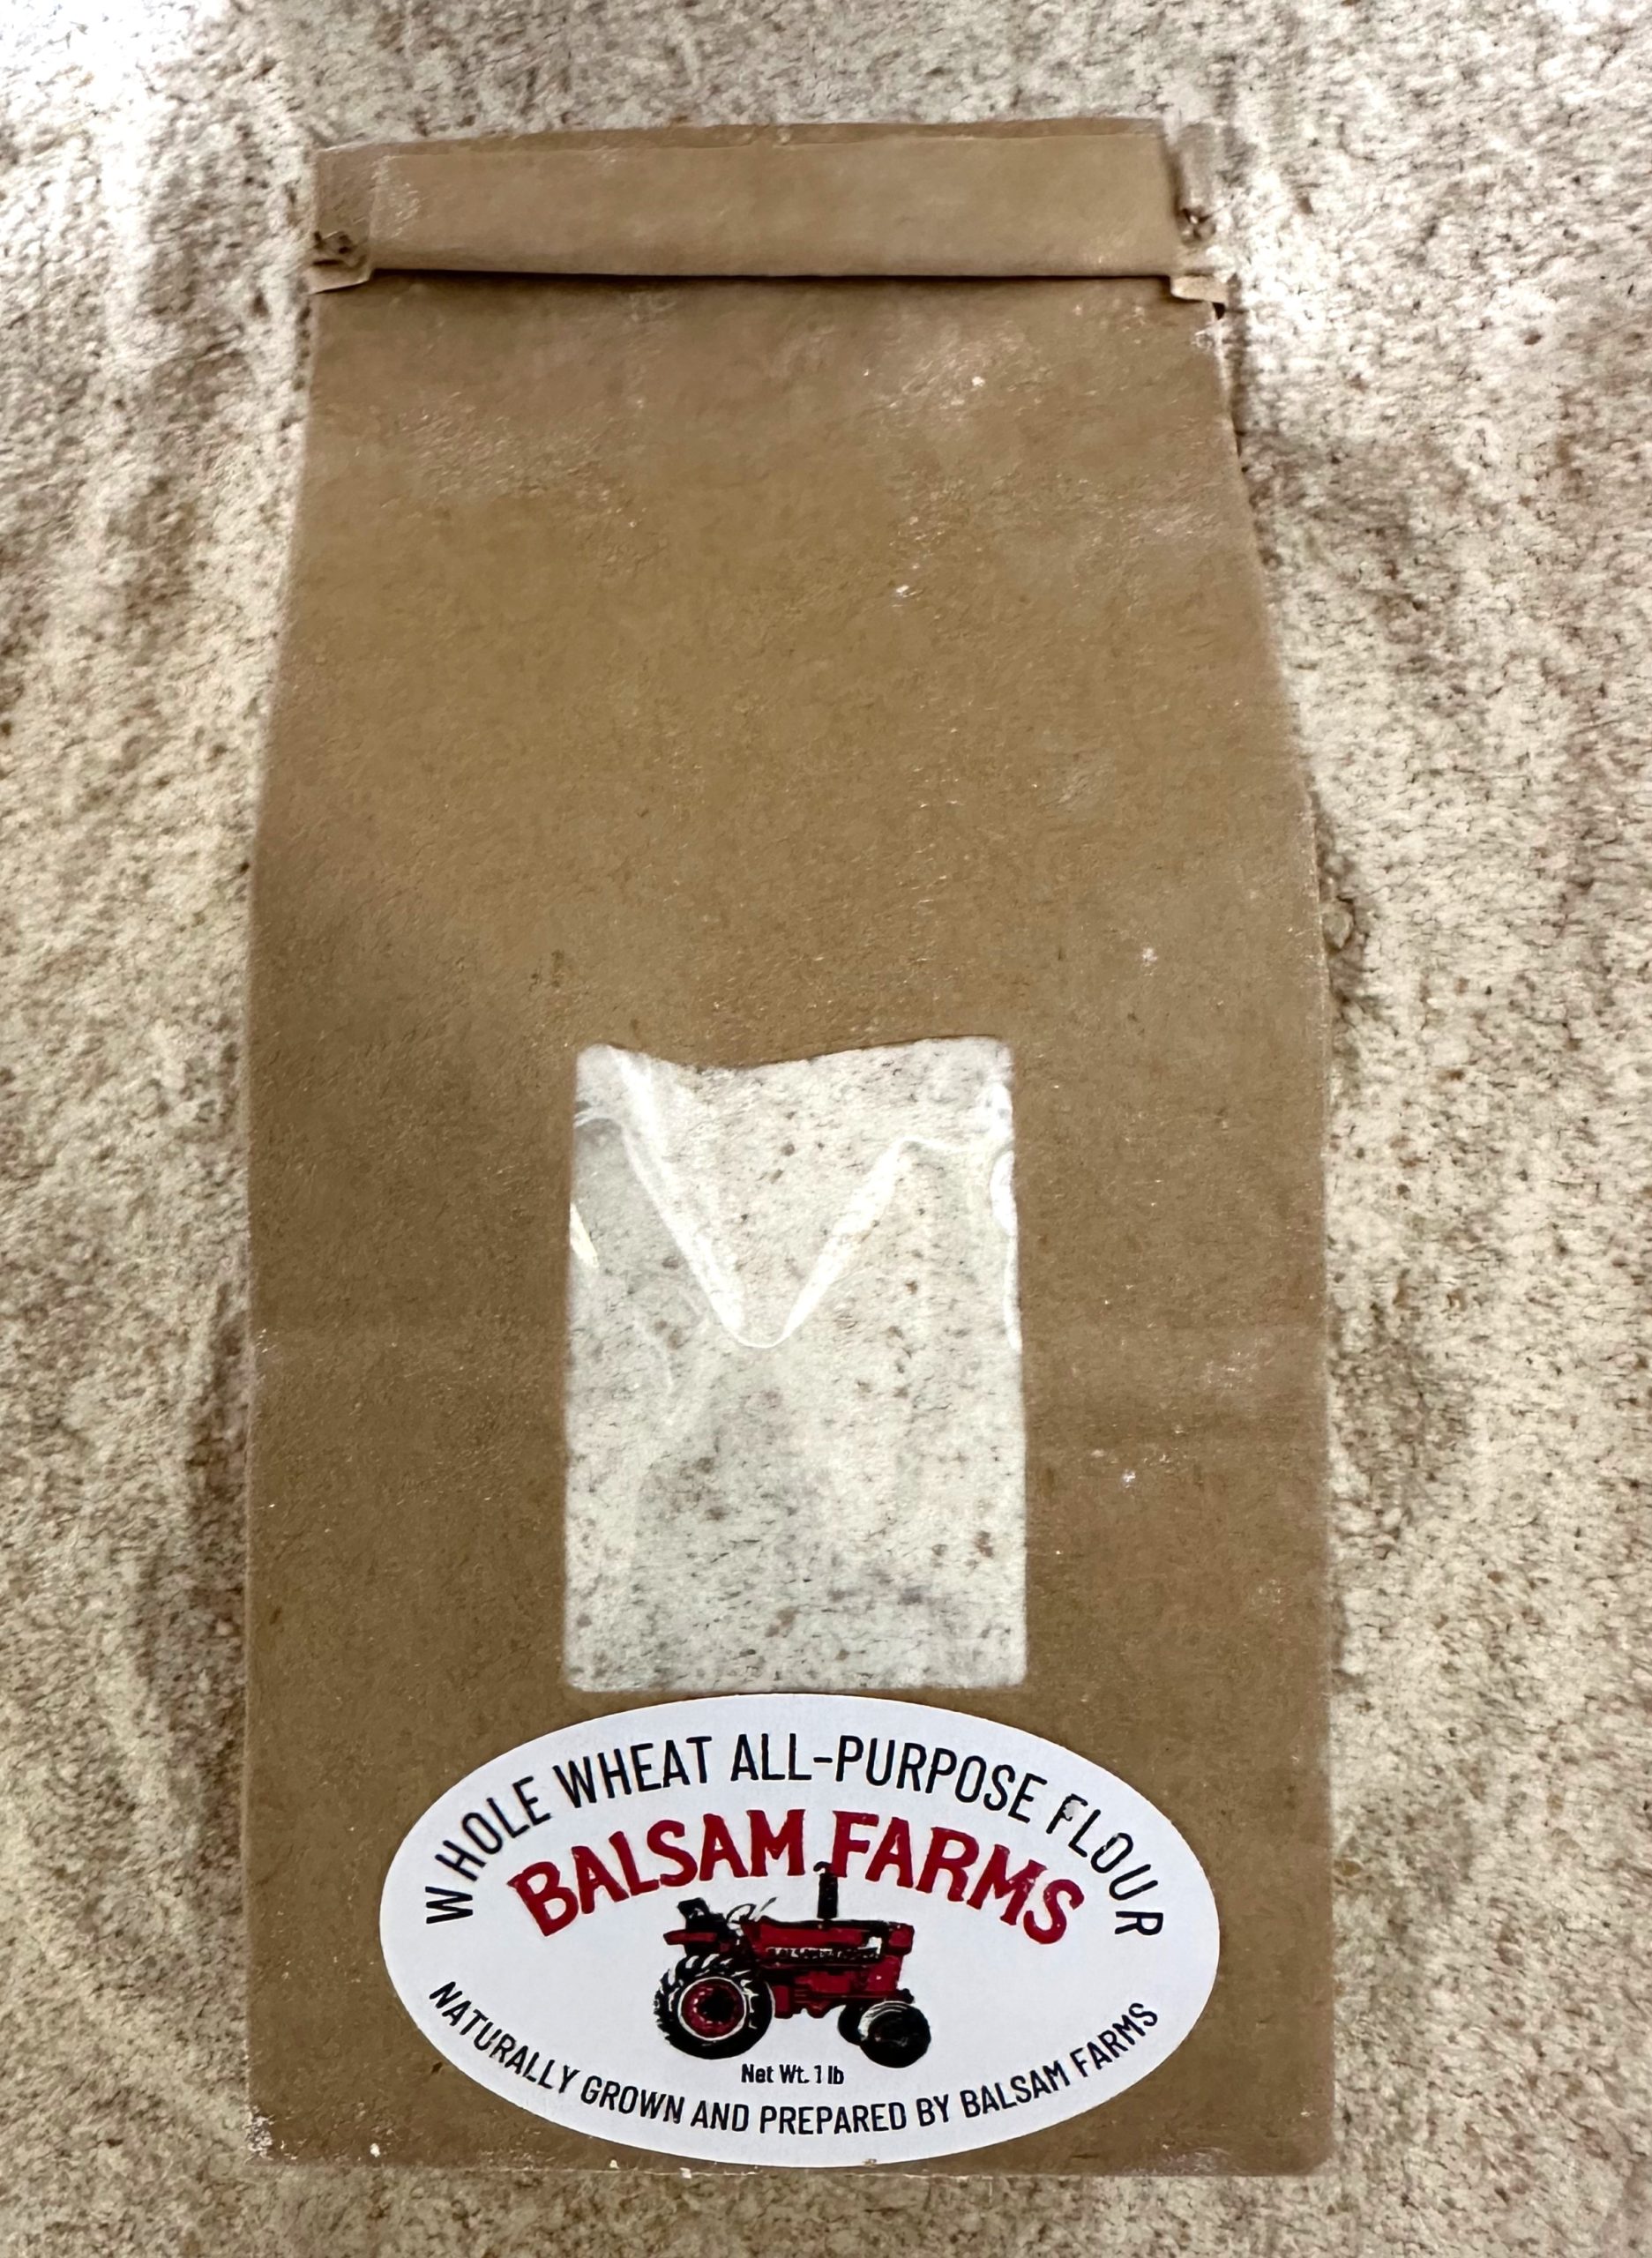 WHOLE WHEAT ALL-PURPOSE FLOUR
BALSAM FARMS
Net Wt. 1 lb
NATURALLY GROWN AND PREPARED BY BALSAM FARMS